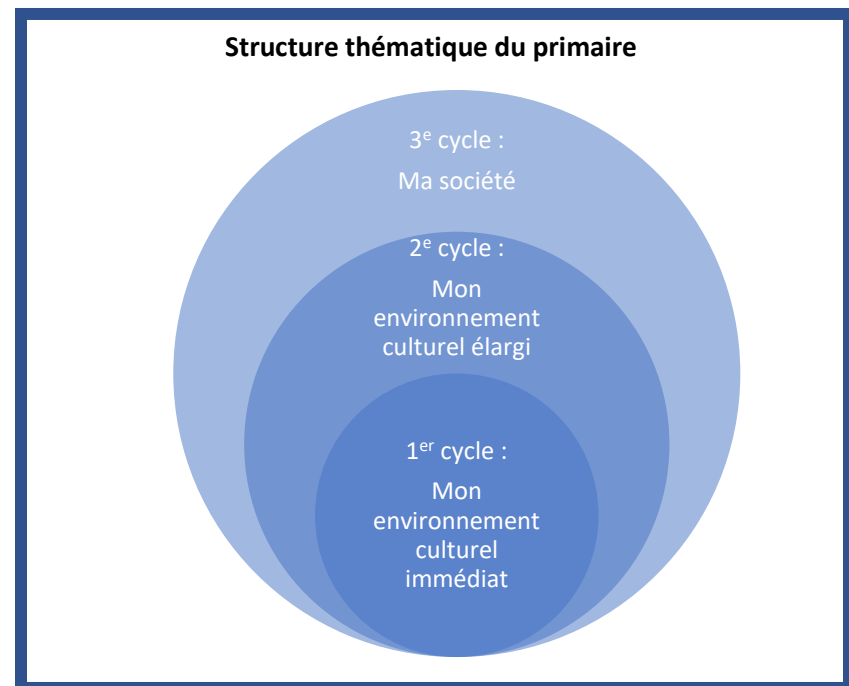 Structure thématique du primaire
3e cycle :
Ma société
2e cycle :
Mon
environnement
culturel élargi
1er cycle :
Mon
environnement
culturel
immédiat